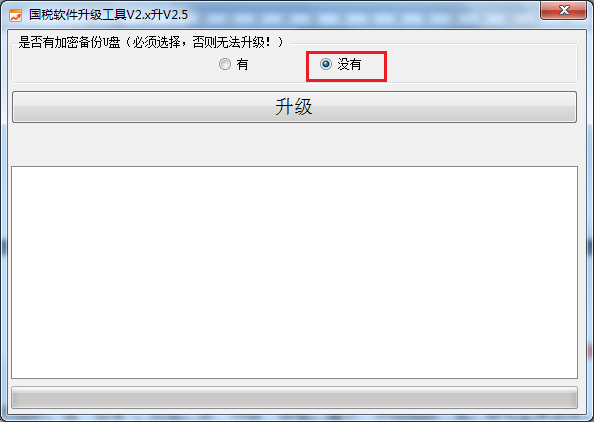 国税软件升级工具V2.x升V2.5
是否有加密备份U盘（必须选择，否则无法升级！）
有 没有
升级